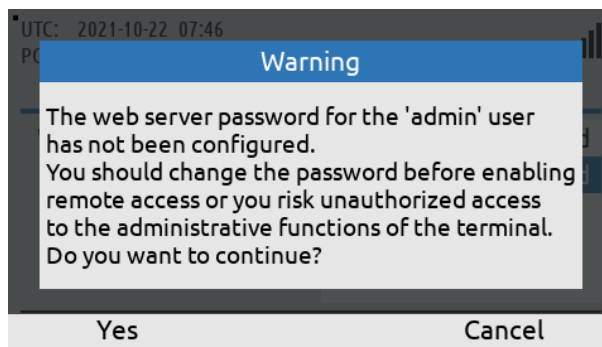 UTC: 2021-10-22 07:46
Warning
The web server password for the 'admin' user
has not been configured.
You should change the password before enabling
remote access or you risk unauthorized access
to the administrative functions of the terminal.
Do you want to continue?
Yes Cancel